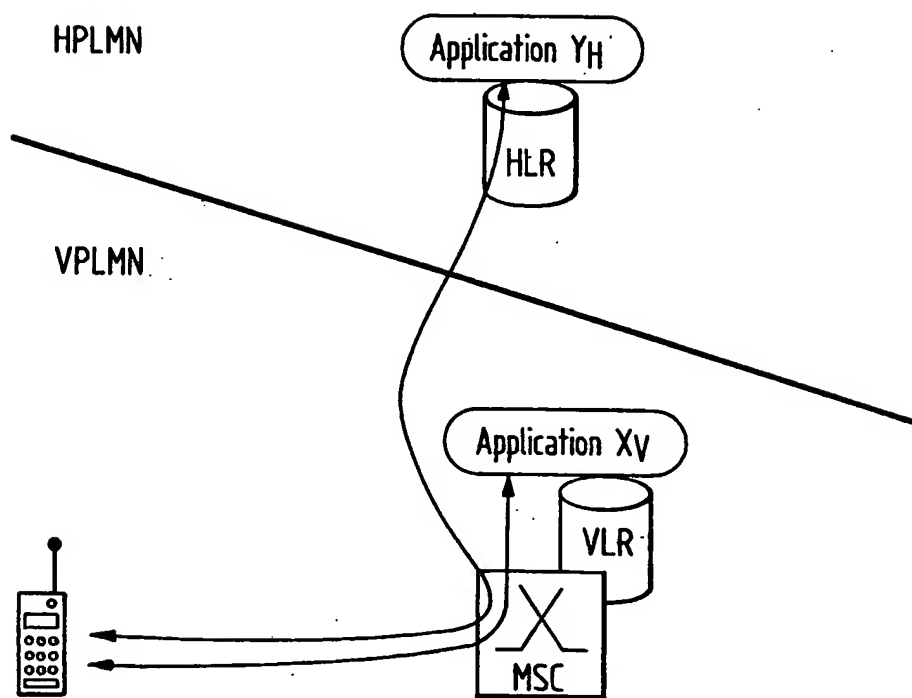 HPLMN
Application YH
HLR
VPLMN
Application XV
VLR
MSC